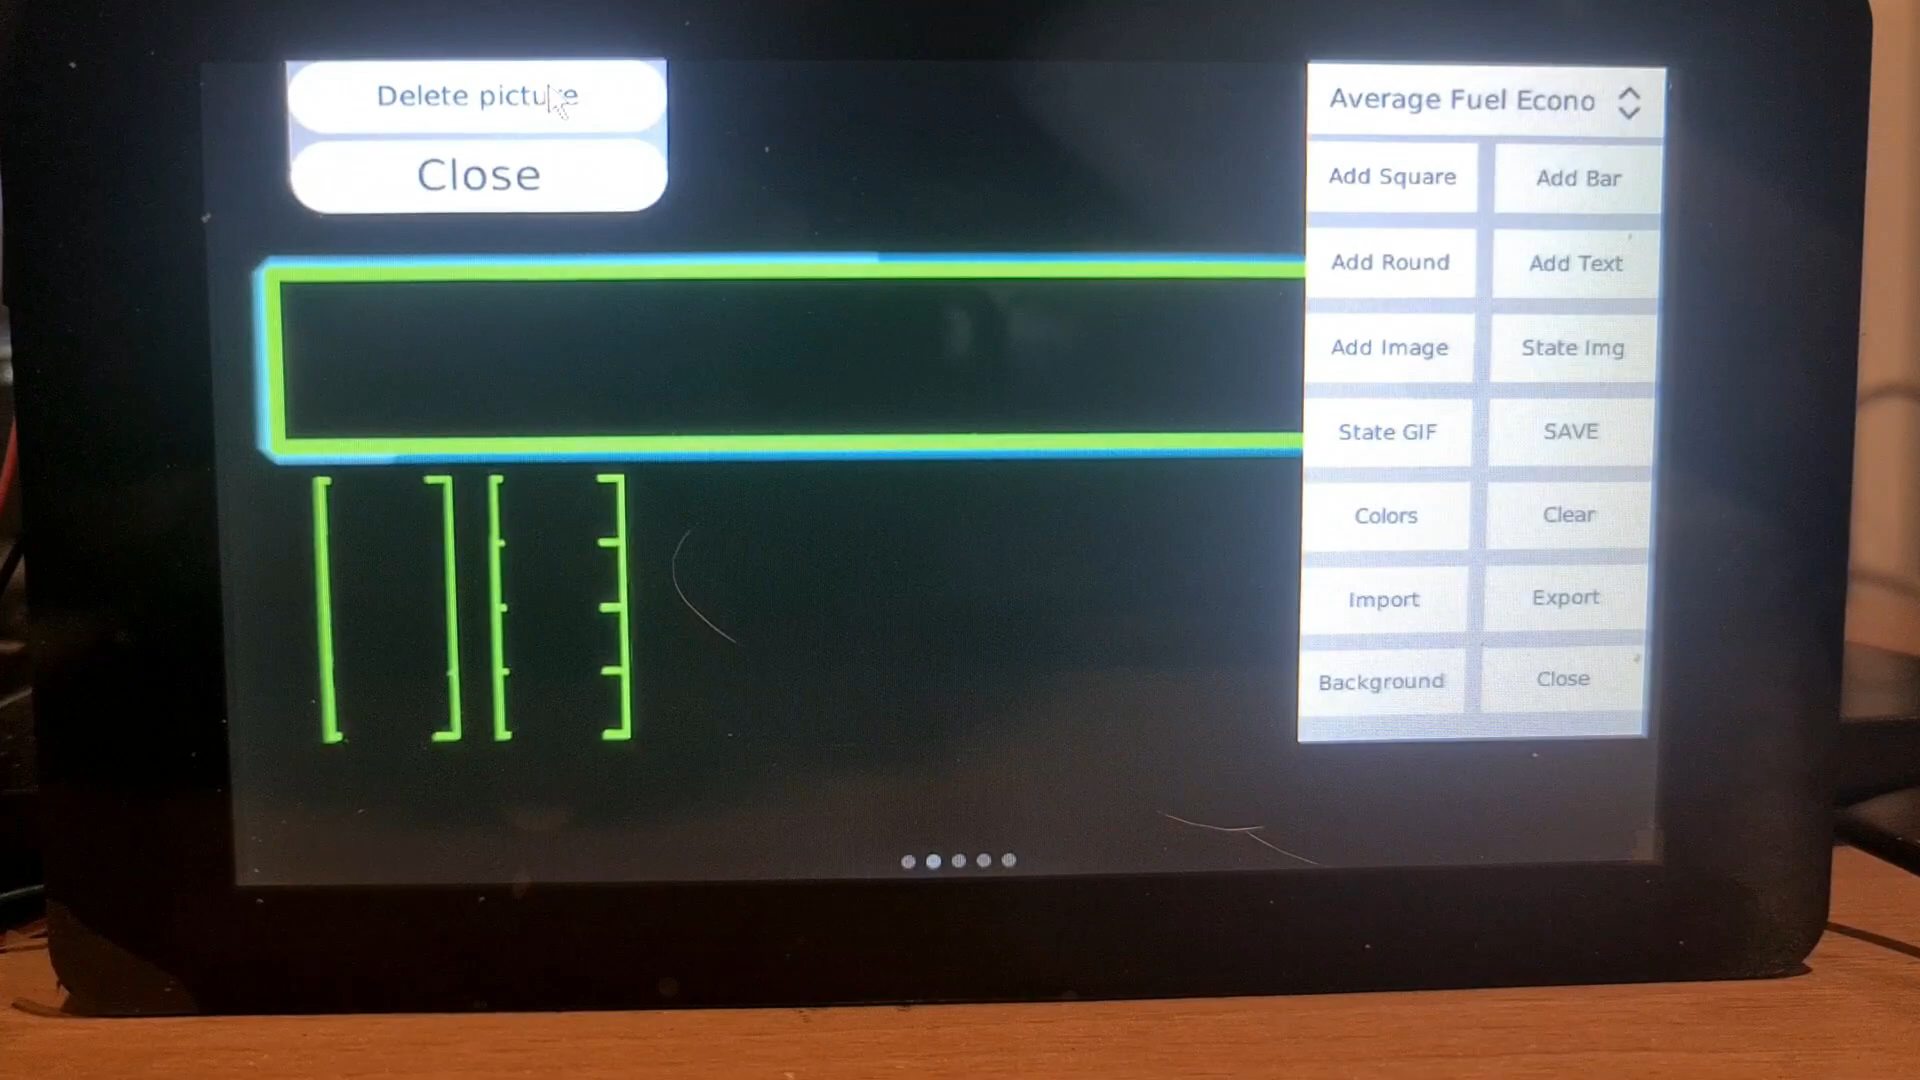 Delete picture
Close
Average Fuel Econo
Add Square
Add Bar
Add Round
Add Text
Add Image
State Img
State GIF
SAVE
Colors
Clear
Import
Export
Background
Close